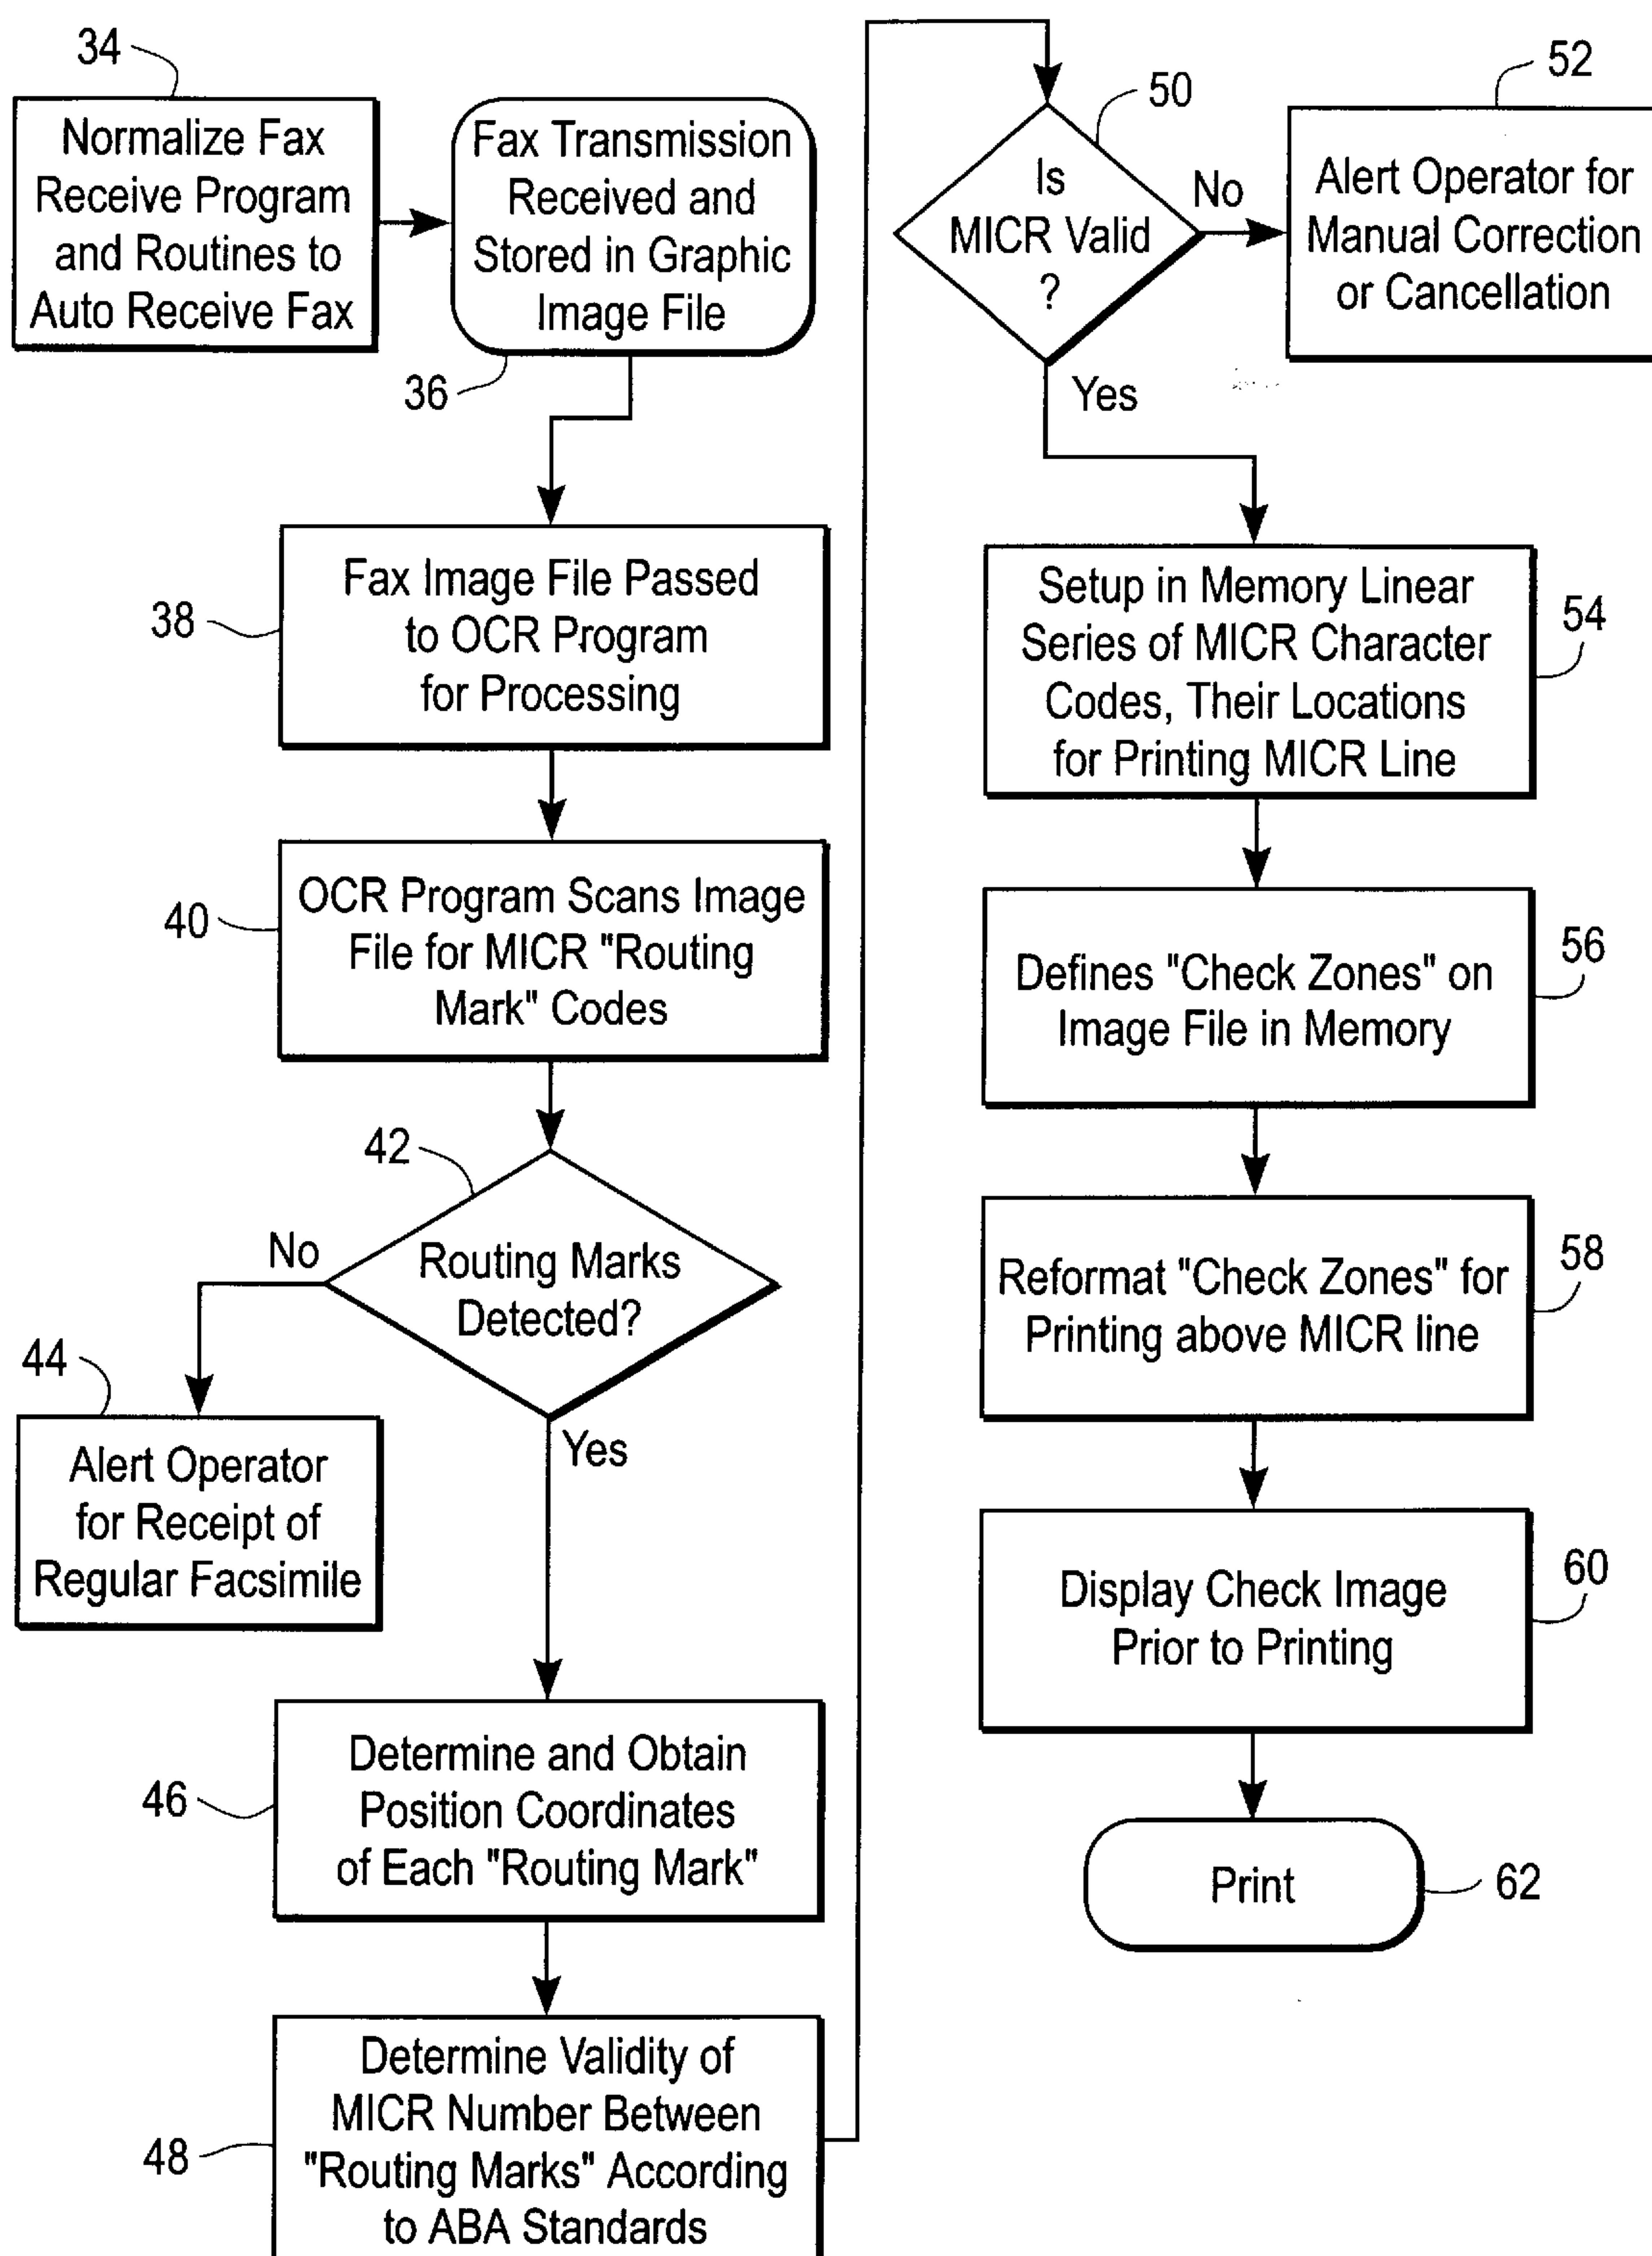 34
Normalize Fax
Receive Program
and Routines to
Auto Receive Fax
Fax Transmission
Received and
Stored in Graphic
Image File
36
38
Fax Image File Passed
to OCR Program
for Processing
40
OCR Program Scans Image
File for MICR "Routing
Mark" Codes
42
Routing Marks
Detected?
No
44
Alert Operator
for Receipt of
Regular Facsimile
Yes
46
Determine and Obtain
Position Coordinates
of Each "Routing Mark"
48
Determine Validity of
MICR Number Between
"Routing Marks" According
to ABA Standards
50
Is
MICR Valid
?
No
52
Alert Operator for
Manual Correction
or Cancellation
Yes
Setup in Memory Linear
Series of MICR Character
Codes, Their Locations
for Printing MICR Line
54
Defines "Check Zones" on
Image File in Memory
56
Reformat "Check Zones" for
Printing above MICR line
58
Display Check Image
Prior to Printing
60
Print
62